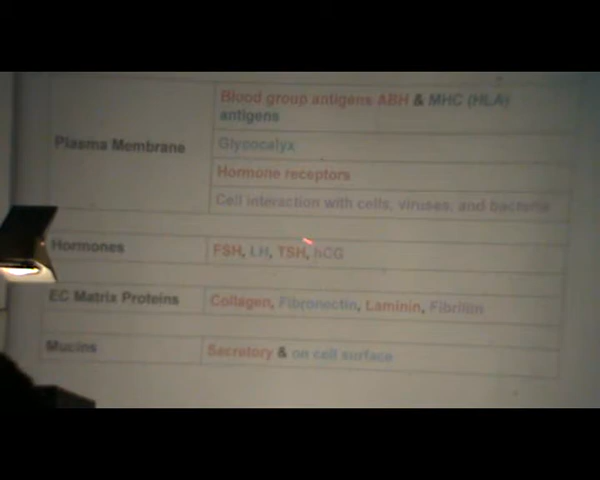 Blood group antigens ABH & MHC (HLA)
antigens
Plasma Membrane
Glycocalyx
Hormone receptors
Cell interaction with cells, viruses, and bacteria
Hormones FSH, LH, TSH, hCG
EC Matrix Proteins Collagen, Fibronectin, Laminin, Fibrillin
Mucins Secretory & on cell surface